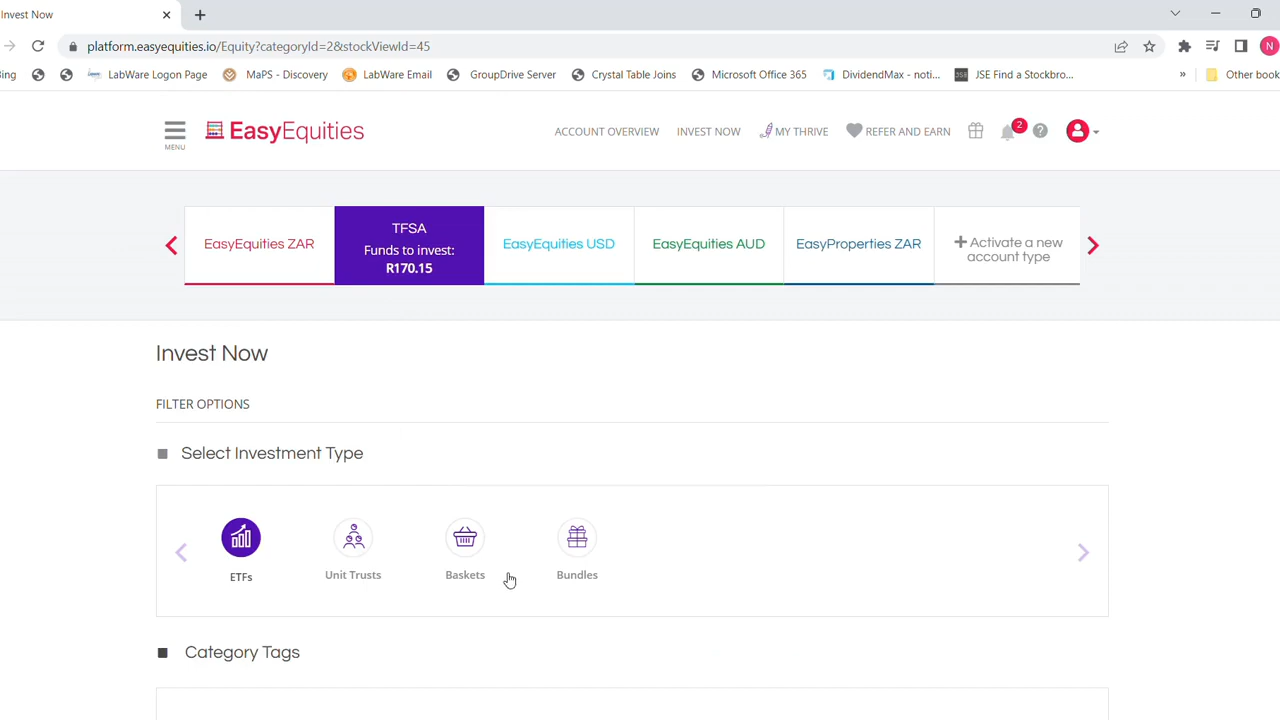 Invest Now
platform.easyequities.io/Equity?categoryId=2&stockViewId=45
N
ing
LabWare Logon Page
MaPS - Discovery
LabWare Email
GroupDrive Server
Crystal Table Joins
Microsoft Office 365
DividendMax - noti...
JSE
JSE Find a Stockbro...
»
Other book
MENU
EasyEquities
ACCOUNT OVERVIEW
INVEST NOW
MY THRIVE
REFER AND EARN
2
?
EasyEquities ZAR
TFSA
Funds to invest:
R170.15
EasyEquities USD
EasyEquities AUD
EasyProperties ZAR
Activate a new
account type
Invest Now
FILTER OPTIONS
Select Investment Type
ETFs
Unit Trusts
Baskets
Bundles
Category Tags